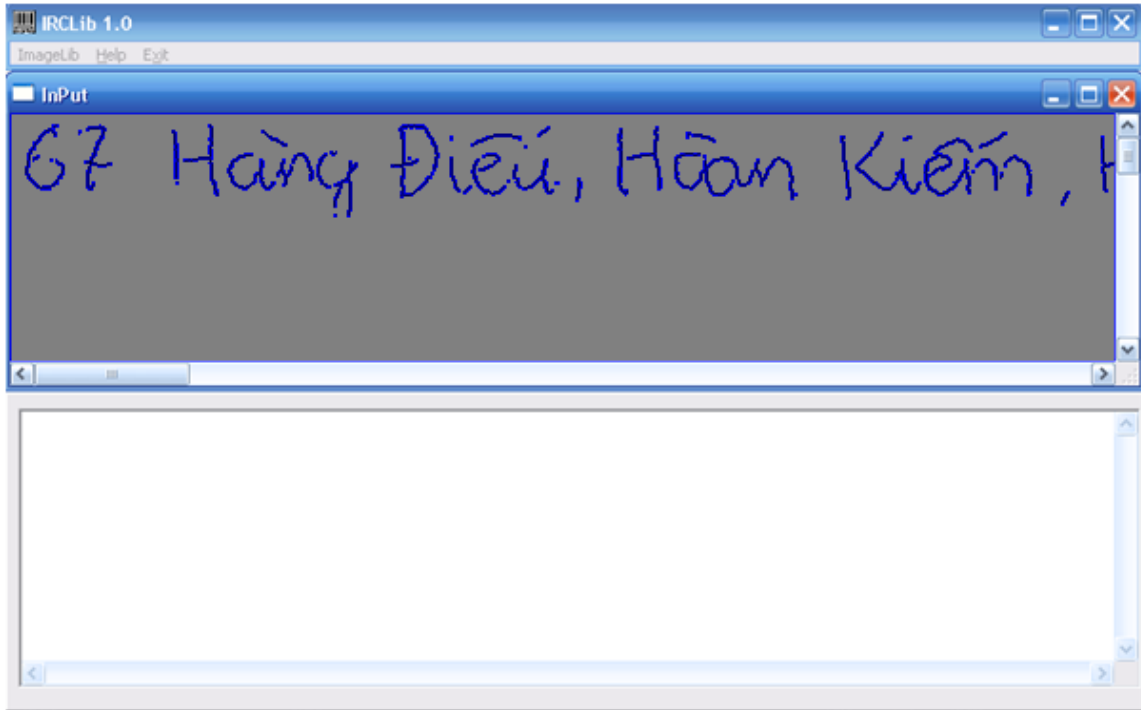 IRCLib 1.0
ImageLib Help Exit
InPut
67 Hàng Điếu, Hoàn Kiếm,